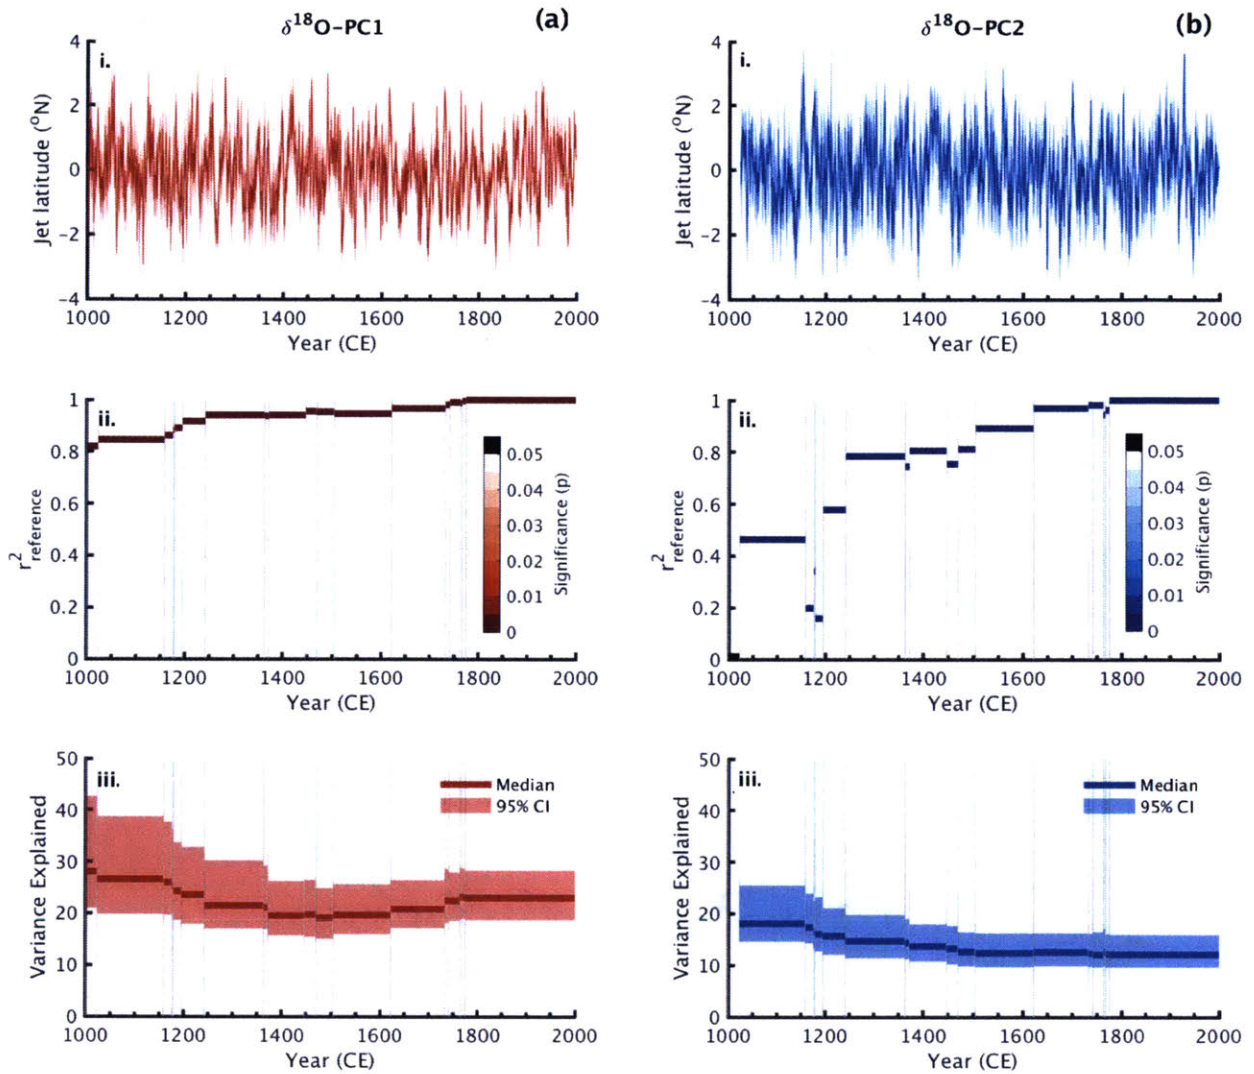 δ18O-PC1
(a)
i.
4
2
0
-2
-4
Jet latitude (°N)
1000 1200 1400 1600 1800 2000
Year (CE)
δ18O-PC2
(b)
i.
4
2
0
-2
-4
Jet latitude (°N)
1000 1200 1400 1600 1800 2000
Year (CE)
ii.
1
0.8
0.6
0.4
0.2
0
r²reference
0.05
0.04
0.03
0.02
0.01
0
Significance (p)
1000 1200 1400 1600 1800 2000
Year (CE)
ii.
1
0.8
0.6
0.4
0.2
0
r²reference
0.05
0.04
0.03
0.02
0.01
0
Significance (p)
1000 1200 1400 1600 1800 2000
Year (CE)
iii.
50
40
30
20
10
0
Variance Explained
Median
95% CI
1000 1200 1400 1600 1800 2000
Year (CE)
iii.
50
40
30
20
10
0
Variance Explained
Median
95% CI
1000 1200 1400 1600 1800 2000
Year (CE)